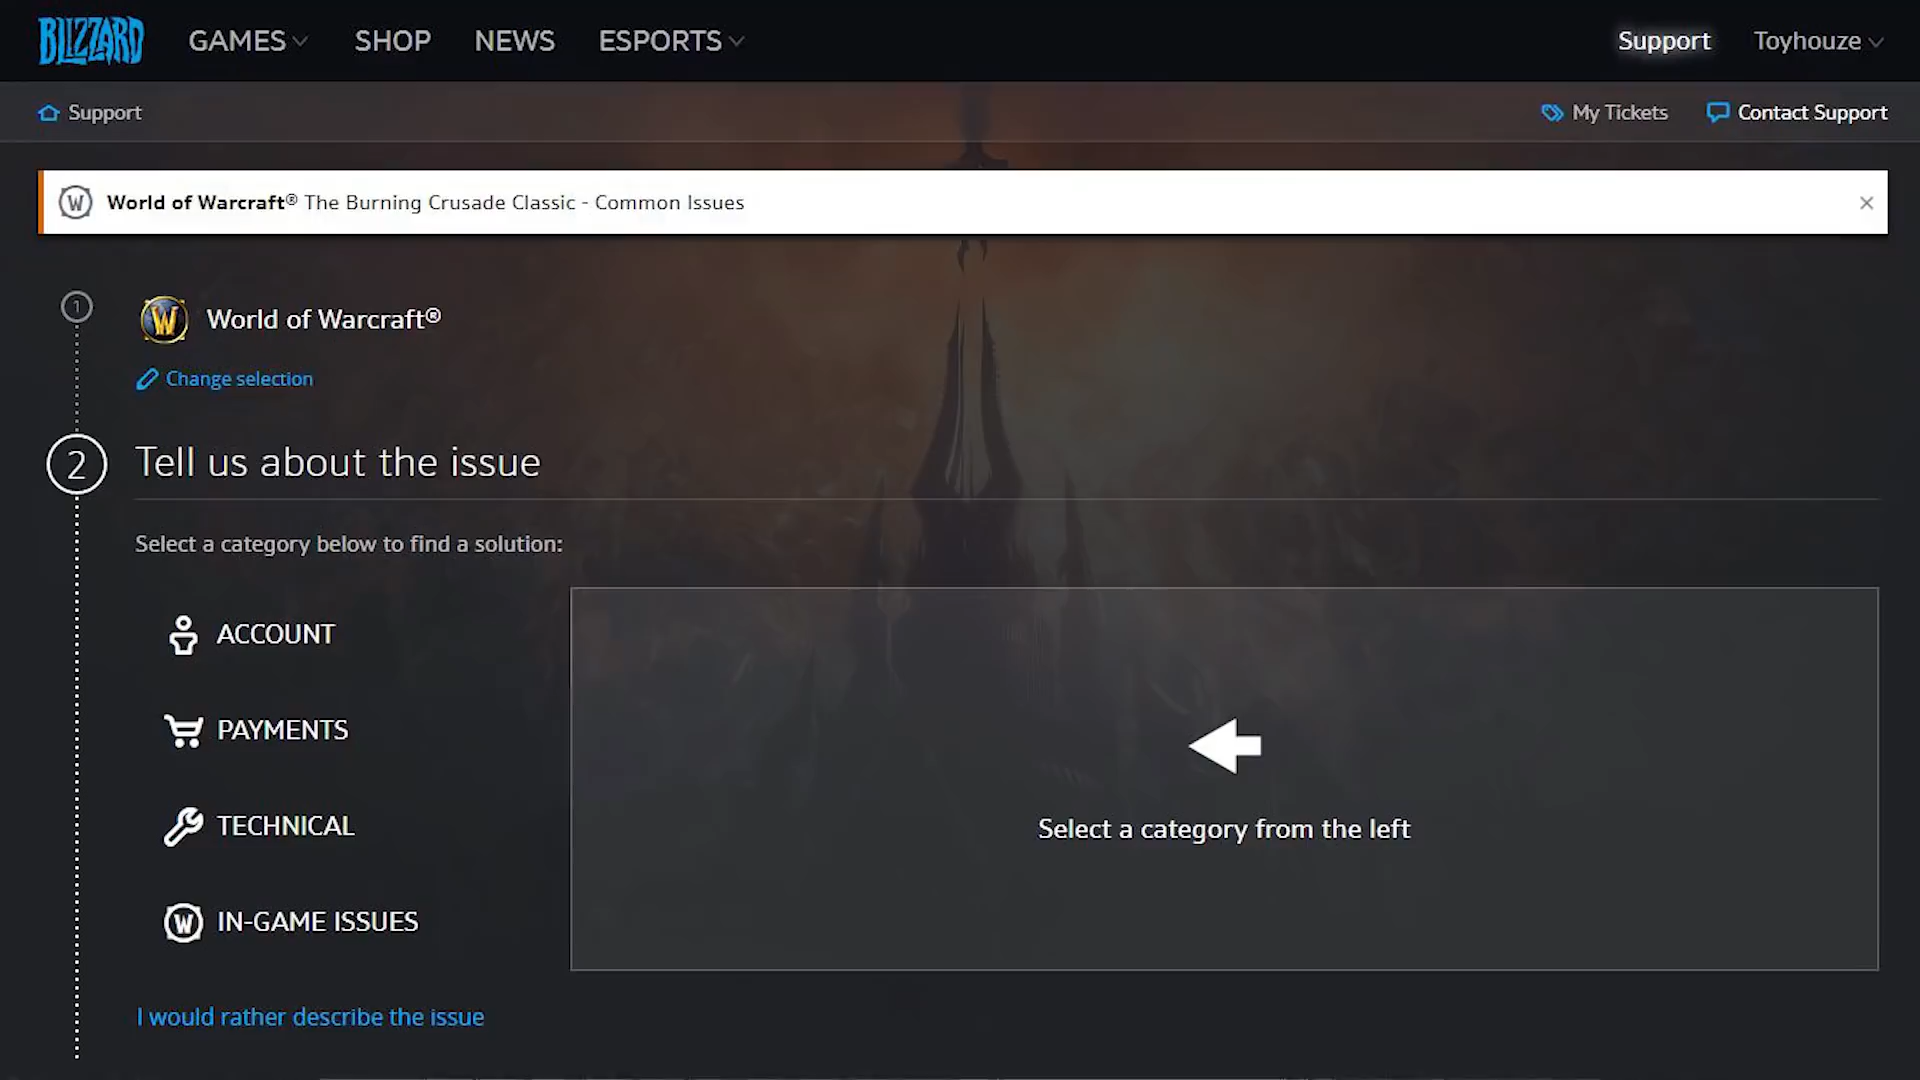 BLIZZARD GAMES SHOP NEWS ESPORTS Support Toyhouze
Support My Tickets Contact Support
W World of Warcraft® The Burning Crusade Classic - Common Issues
1 W World of Warcraft®
Change selection
2 Tell us about the issue
Select a category below to find a solution:
ACCOUNT
PAYMENTS
TECHNICAL
W IN-GAME ISSUES
Select a category from the left
I would rather describe the issue